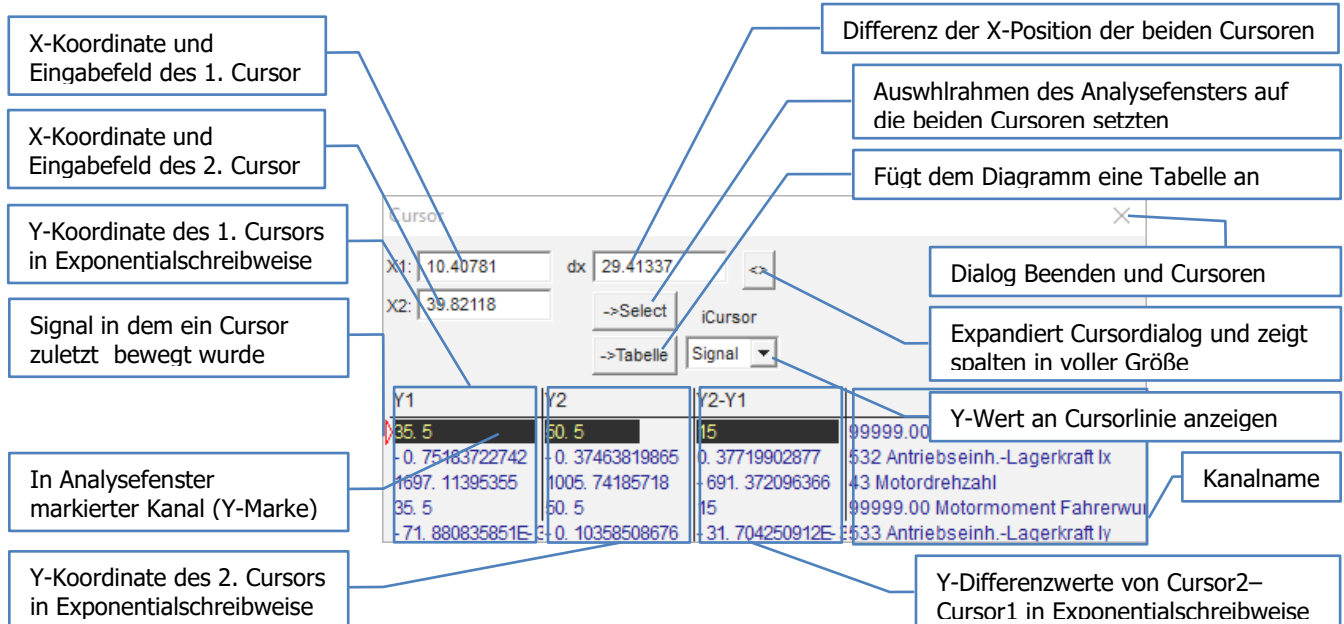 X-Koordinate und
Eingabefeld des 1. Cursor
Differenz der X-Position der beiden Cursoren
Auswhlrahmen des Analysefensters auf
die beiden Cursoren setzten
X-Koordinate und
Eingabefeld des 2. Cursor
Fügt dem Diagramm eine Tabelle an
Y-Koordinate des 1. Cursors
in Exponentialschreibweise
Cursor
X1: 10.40781 dx 29.41337 <>
X2: 39.82118 ->Select iCursor
->Tabelle Signal
Dialog Beenden und Cursoren
Signal in dem ein Cursor
zuletzt bewegt wurde
Expandiert Cursordialog und zeigt
spalten in voller Größe
Y-Wert an Cursorlinie anzeigen
Y1 Y2 Y2-Y1
35. 5 50. 5 15 99999.00
- 0. 75183722742 - 0. 37463819865 0. 37719902877 532 Antriebseinh.-Lagerkraft lx
1697. 11395355 1005. 74185718 - 691. 372096366 43 Motordrehzahl
35. 5 50. 5 15 99999.00 Motormoment Fahrerwu
- 71. 880835851E- - 0. 10358508676 - 31. 704250912E- 533 Antriebseinh.-Lagerkraft ly
In Analysefenster
markierter Kanal (Y-Marke)
Kanalname
Y-Koordinate des 2. Cursors
in Exponentialschreibweise
Y-Differenzwerte von Cursor2–
Cursor1 in Exponentialschreibweise